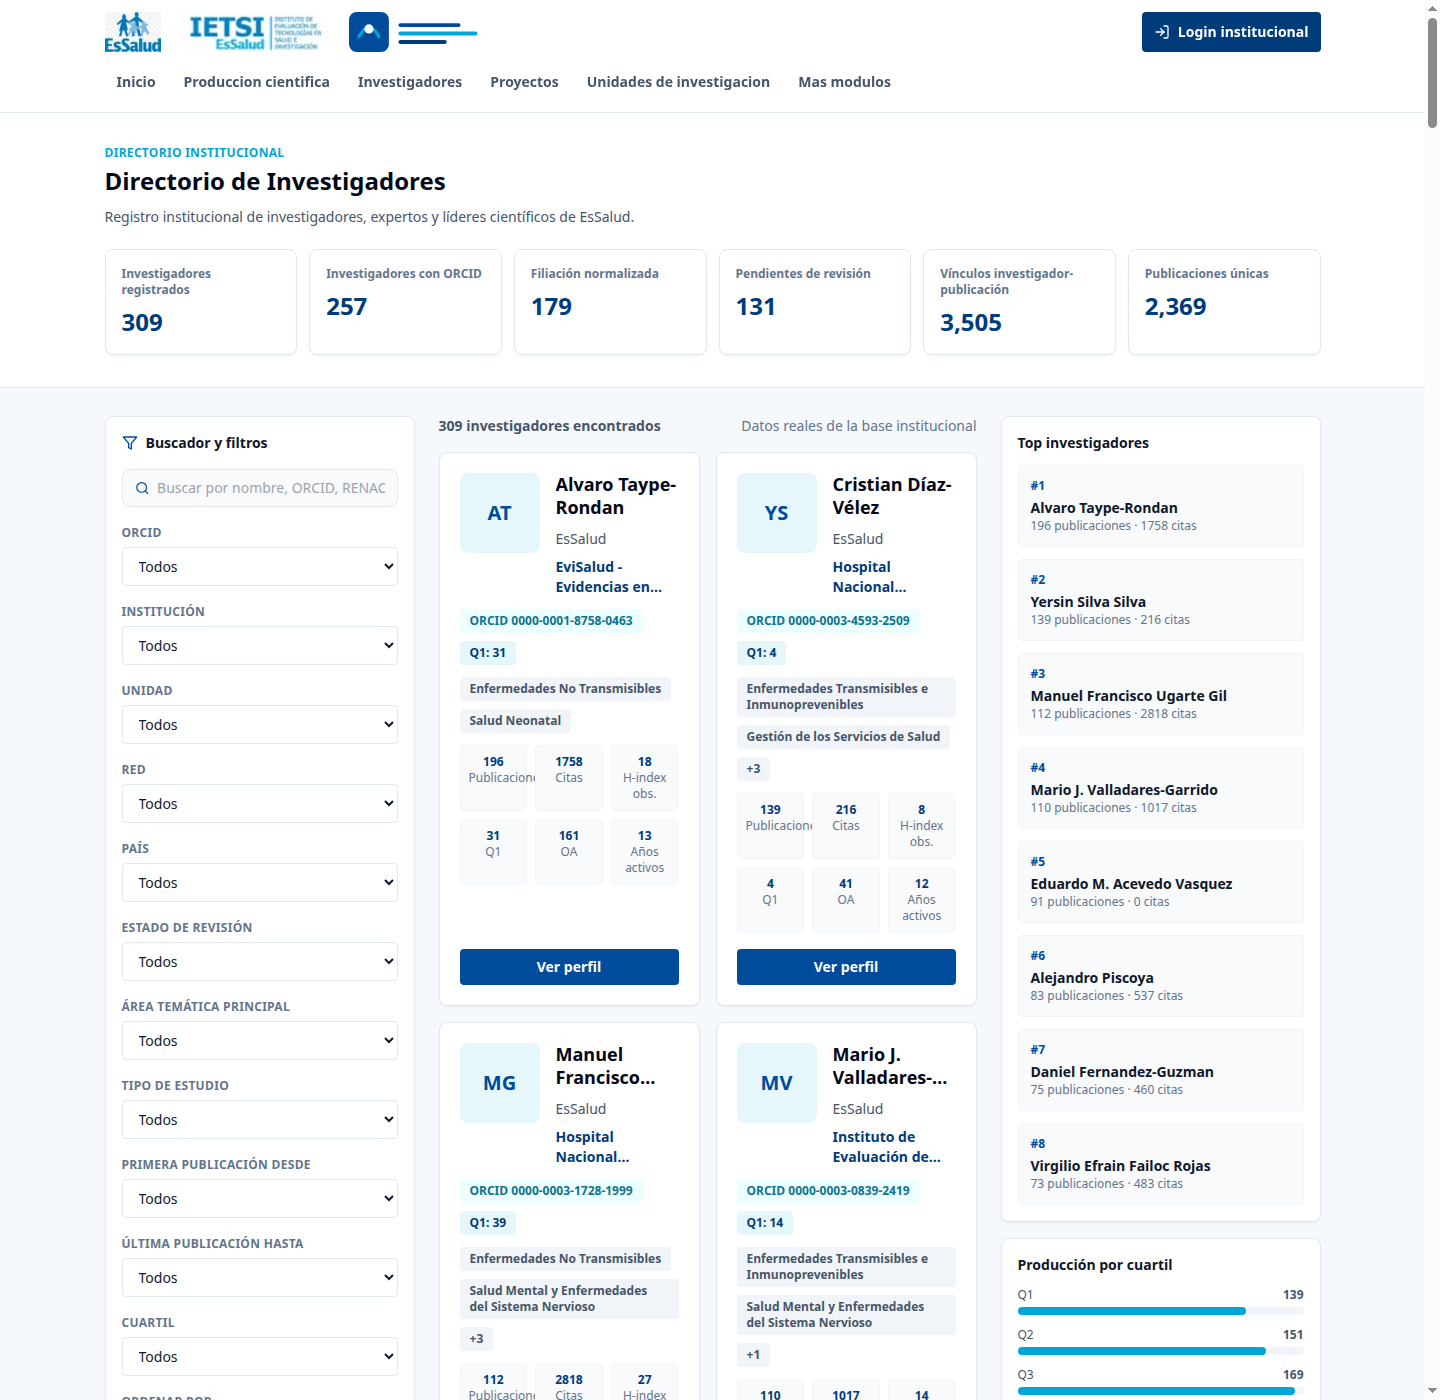 EsSalud
IETSI
EsSalud
INSTITUTO DE
EVALUACIÓN DE
TECNOLOGÍAS EN
SALUD E
INVESTIGACIÓN
Login institucional
Inicio
Produccion cientifica
Investigadores
Proyectos
Unidades de investigacion
Mas modulos
DIRECTORIO INSTITUCIONAL
Directorio de Investigadores
Registro institucional de investigadores, expertos y líderes científicos de EsSalud.
Investigadores
registrados
309
Investigadores con ORCID
257
Filiación normalizada
179
Pendientes de revisión
131
Vínculos investigador-
publicación
3,505
Publicaciones únicas
2,369
Buscador y filtros
Buscar por nombre, ORCID, RENAC
ORCID
Todos
INSTITUCIÓN
Todos
UNIDAD
Todos
RED
Todos
PAÍS
Todos
ESTADO DE REVISIÓN
Todos
ÁREA TEMÁTICA PRINCIPAL
Todos
TIPO DE ESTUDIO
Todos
PRIMERA PUBLICACIÓN DESDE
Todos
ÚLTIMA PUBLICACIÓN HASTA
Todos
CUARTIL
Todos
ORDENAR POR
309 investigadores encontrados
Datos reales de la base institucional
AT
Alvaro Taype-
Rondan
EsSalud
EviSalud -
Evidencias en...
ORCID 0000-0001-8758-0463
Q1: 31
Enfermedades No Transmisibles
Salud Neonatal
196
Publicacione
1758
Citas
18
H-index
obs.
31
Q1
161
OA
13
Años
activos
Ver perfil
YS
Cristian Díaz-
Vélez
EsSalud
Hospital
Nacional...
ORCID 0000-0003-4593-2509
Q1: 4
Enfermedades Transmisibles e
Inmunoprevenibles
Gestión de los Servicios de Salud
+3
139
Publicacione
216
Citas
8
H-index
obs.
4
Q1
41
OA
12
Años
activos
Ver perfil
MG
Manuel
Francisco...
EsSalud
Hospital
Nacional...
ORCID 0000-0003-1728-1999
Q1: 39
Enfermedades No Transmisibles
Salud Mental y Enfermedades
del Sistema Nervioso
+3
112
Publicacione
2818
Citas
27
H-index
MV
Mario J.
Valladares-...
EsSalud
Instituto de
Evaluación de...
ORCID 0000-0003-0839-2419
Q1: 14
Enfermedades Transmisibles e
Inmunoprevenibles
Salud Mental y Enfermedades
del Sistema Nervioso
+1
110
1017
14
Top investigadores
#1
Alvaro Taype-Rondan
196 publicaciones · 1758 citas
#2
Yersin Silva Silva
139 publicaciones · 216 citas
#3
Manuel Francisco Ugarte Gil
112 publicaciones · 2818 citas
#4
Mario J. Valladares-Garrido
110 publicaciones · 1017 citas
#5
Eduardo M. Acevedo Vasquez
91 publicaciones · 0 citas
#6
Alejandro Piscoya
83 publicaciones · 537 citas
#7
Daniel Fernandez-Guzman
75 publicaciones · 460 citas
#8
Virgilio Efrain Failoc Rojas
73 publicaciones · 483 citas
Producción por cuartil
Q1 139
Q2 151
Q3 169